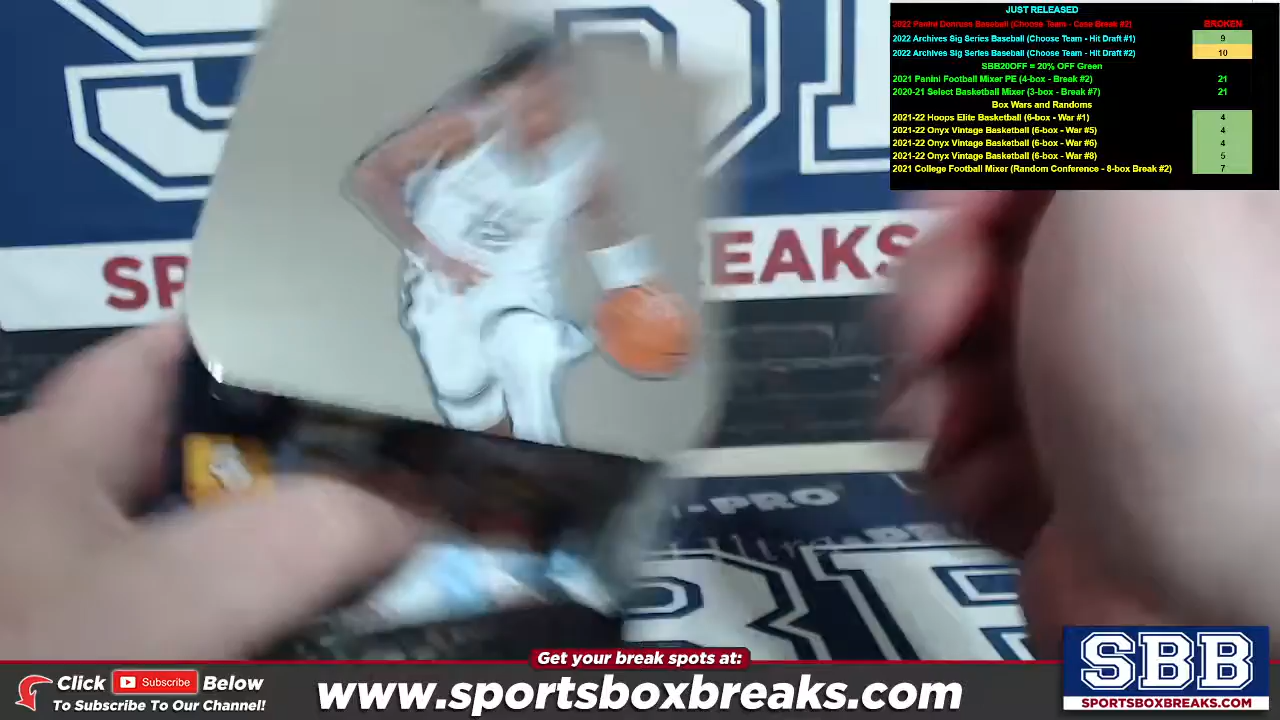 JUST RELEASED
2022 Panini Donruss Baseball (Choose Team - Case Break #2) BROKEN
2022 Archives Sig Series Baseball (Choose Team - Hit Draft #1) 9
2022 Archives Sig Series Baseball (Choose Team - Hit Draft #2) 10
SBB20OFF = 20% OFF Green
2021 Panini Football Mixer PE (4-box - Break #2) 21
2020-21 Select Basketball Mixer (3-box - Break #7) 21
Box Wars and Randoms
2021-22 Hoops Elite Basketball (6-box - War #1) 4
2021-22 Onyx Vintage Basketball (6-box - War #5) 4
2021-22 Onyx Vintage Basketball (6-box - War #6) 4
2021-22 Onyx Vintage Basketball (6-box - War #8) 5
2021 College Football Mixer (Random Conference - 8-box Break #2) 7
SP EAKS
-PRO
Get your break spots at:
Click Subscribe Below
To Subscribe To Our Channel!
www.sportsboxbreaks.com
SBB
SPORTSBOXBREAKS.COM